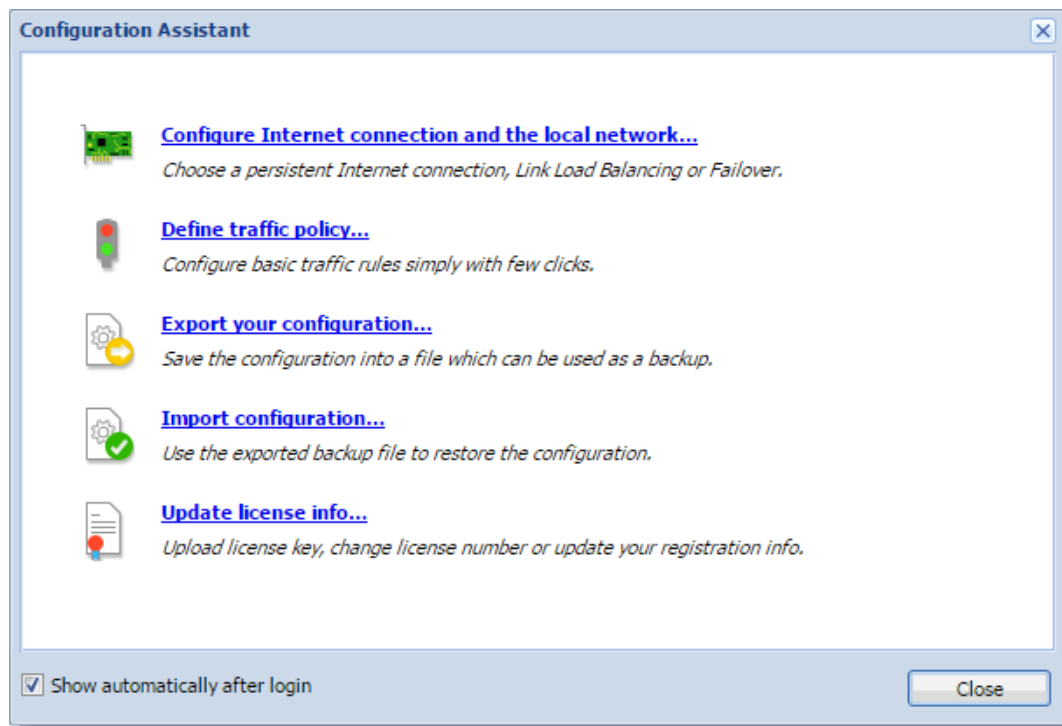 Configuration Assistant
Configure Internet connection and the local network...
Choose a persistent Internet connection, Link Load Balancing or Failover.
Define traffic policy...
Configure basic traffic rules simply with few clicks.
Export your configuration...
Save the configuration into a file which can be used as a backup.
Import configuration...
Use the exported backup file to restore the configuration.
Update license info...
Upload license key, change license number or update your registration info.
Show automatically after login
Close